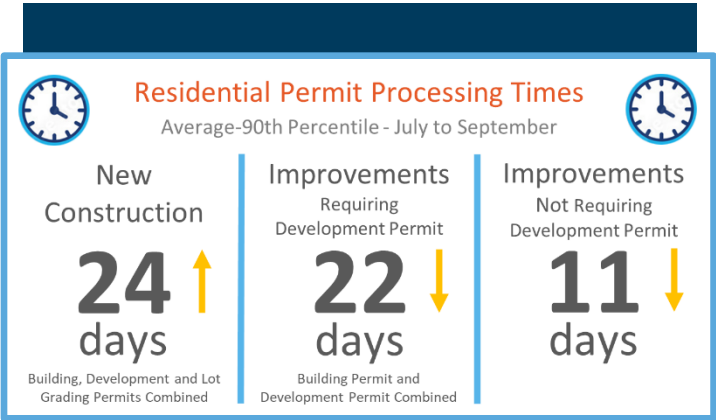 Residential Permit Processing Times
Average-90th Percentile - July to September
New
Construction
24
days
Building, Development and Lot
Grading Permits Combined
Improvements
Requiring
Development Permit
22
days
Building Permit and
Development Permit Combined
Improvements
Not Requiring
Development Permit
11
days